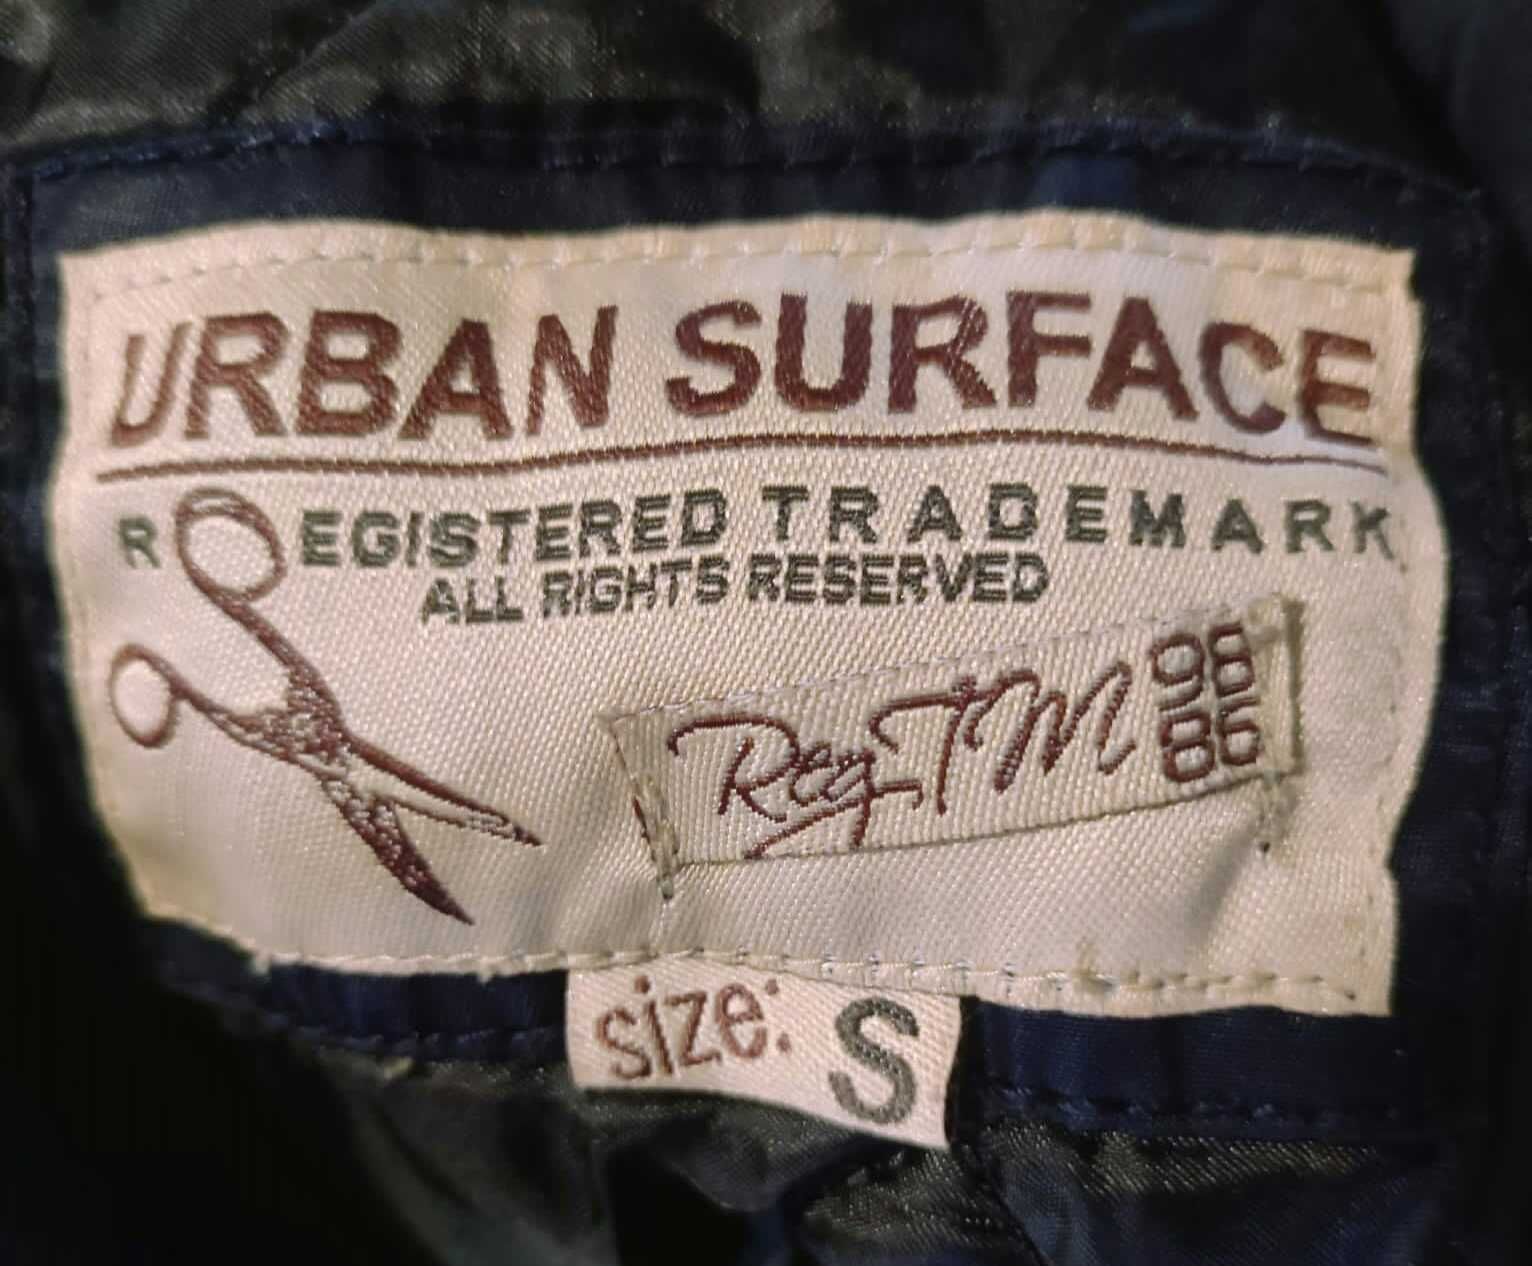 URBAN SURFACE
REGISTERED TRADEMARK
ALL RIGHTS RESERVED
Reg TM 98
86
size: S